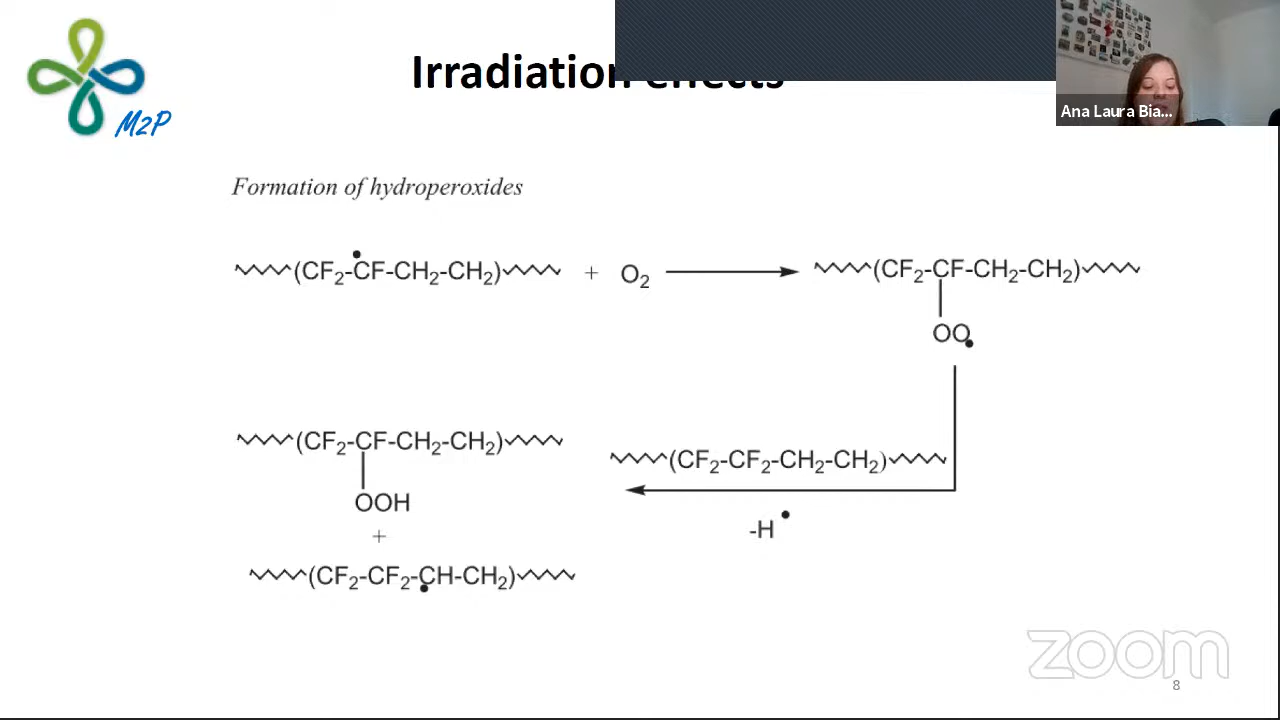 Irradiation effects
M2P
Ana Laura Bia...
Formation of hydroperoxides
(CF2-CF-CH2-CH2) + O2 (CF2-CF-CH2-CH2)
OO
(CF2-CF-CH2-CH2) (CF2-CF2-CH2-CH2)
OOH
-H
+
(CF2-CF2-CH-CH2)
zoom
8